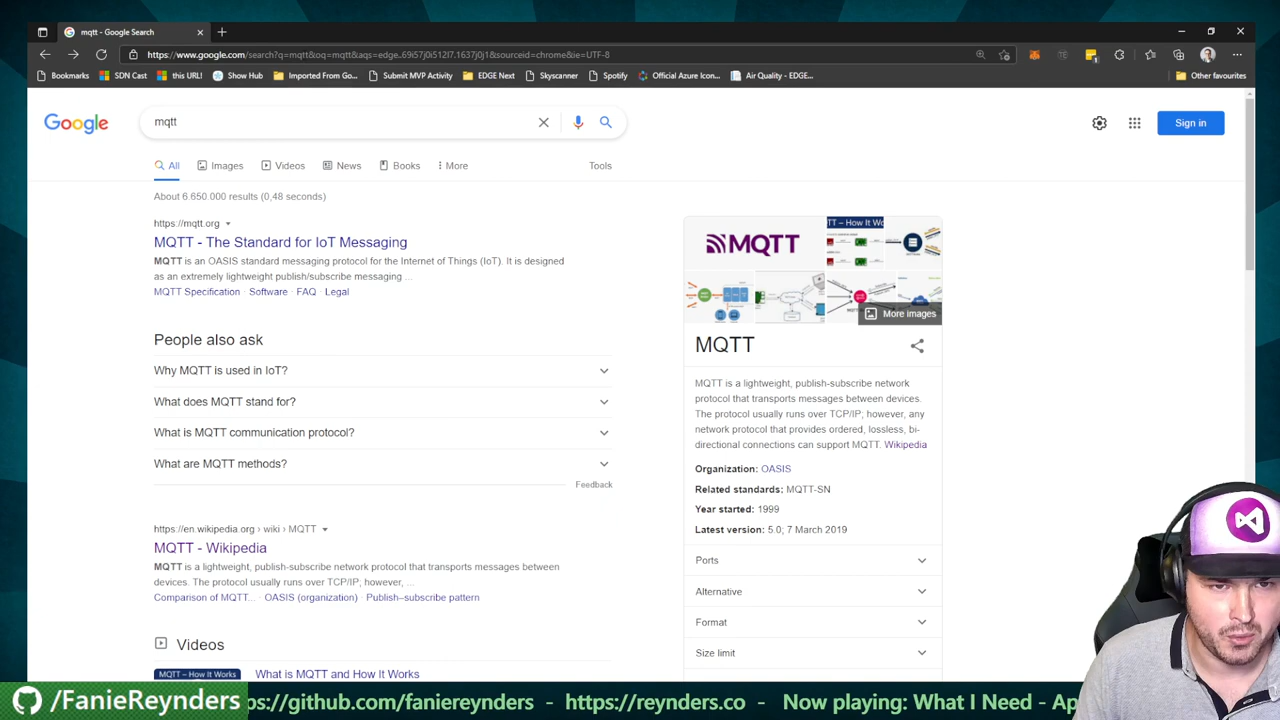 mqtt - Google Search
https://www.google.com/search?q=mqtt&oq=mqtt&aqs=edge..69i57j0i512l7.1637j0j1&sourceid=chrome&ie=UTF-8
Bookmarks SDN Cast this URL! Show Hub Imported From Go... Submit MVP Activity EDGE Next Skyscanner Spotify Official Azure Icon... Air Quality - EDGE... Other favourites
Google
mqtt
Sign in
All Images Videos News Books More Tools
About 6.650.000 results (0,48 seconds)
https://mqtt.org
MQTT - The Standard for IoT Messaging
MQTT is an OASIS standard messaging protocol for the Internet of Things (IoT). It is designed
as an extremely lightweight publish/subscribe messaging ...
MQTT Specification · Software · FAQ · Legal
People also ask
Why MQTT is used in IoT?
What does MQTT stand for?
What is MQTT communication protocol?
What are MQTT methods?
Feedback
https://en.wikipedia.org › wiki › MQTT
MQTT - Wikipedia
MQTT is a lightweight, publish-subscribe network protocol that transports messages between
devices. The protocol usually runs over TCP/IP; however, ...
Comparison of MQTT... · OASIS (organization) · Publish–subscribe pattern
Videos
MQTT – How It Works
What is MQTT and How It Works
MQTT
TT – How It Wo
More images
MQTT
MQTT is a lightweight, publish-subscribe network
protocol that transports messages between devices.
The protocol usually runs over TCP/IP; however, any
network protocol that provides ordered, lossless, bi-
directional connections can support MQTT. Wikipedia
Organization: OASIS
Related standards: MQTT-SN
Year started: 1999
Latest version: 5.0; 7 March 2019
Ports
Alternative
Format
Size limit
/FanieReynders
ps://github.com/faniereynders - https://reynders.co - Now playing: What I Need - Ap